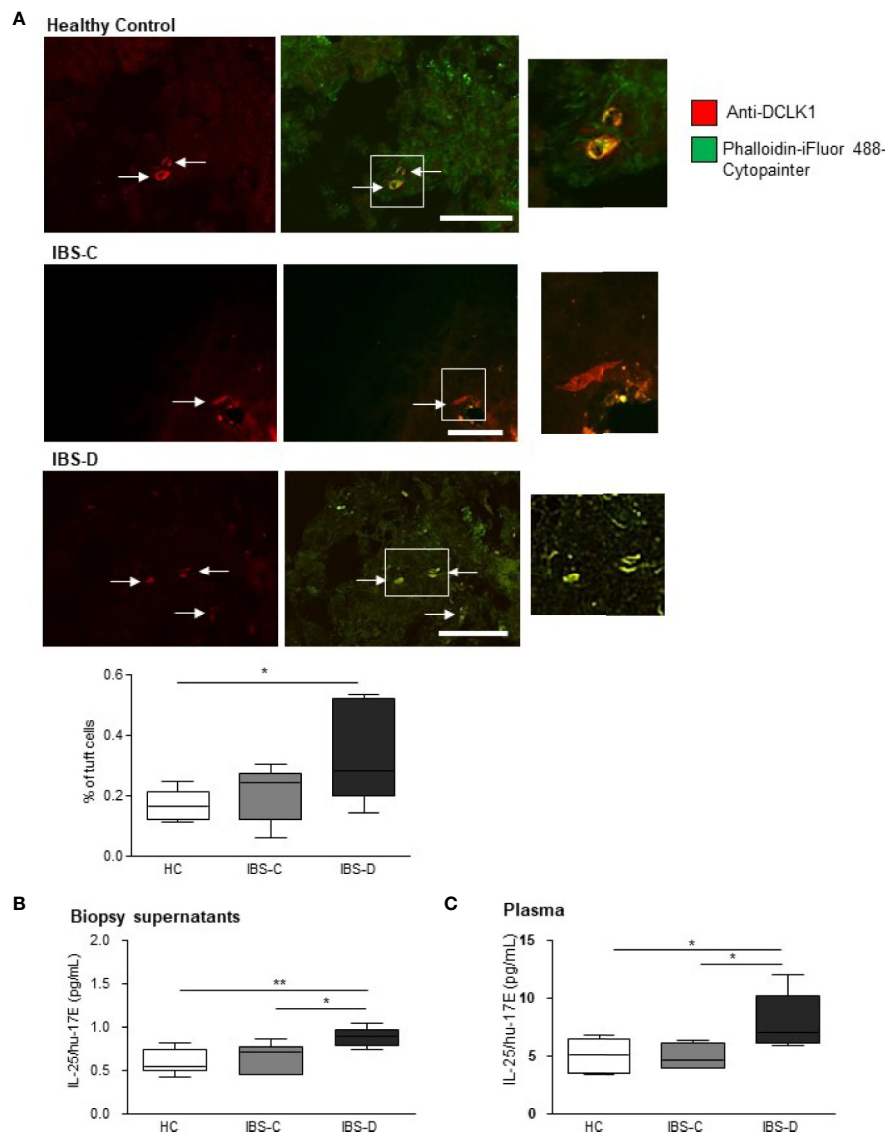 A
Healthy Control
Anti-DCLK1
Phalloidin-iFluor 488-
Cytopainter
IBS-C
IBS-D
% of tuft cells
0.6
0.4
0.2
0.0
*
HC
IBS-C
IBS-D
B
Biopsy supernatants
IL-25/hu-17E (pg/mL)
2.0
1.5
1.0
0.5
0.0
**
*
HC
IBS-C
IBS-D
C
Plasma
IL-25/hu-17E (pg/mL)
15
10
5
0
*
*
HC
IBS-C
IBS-D